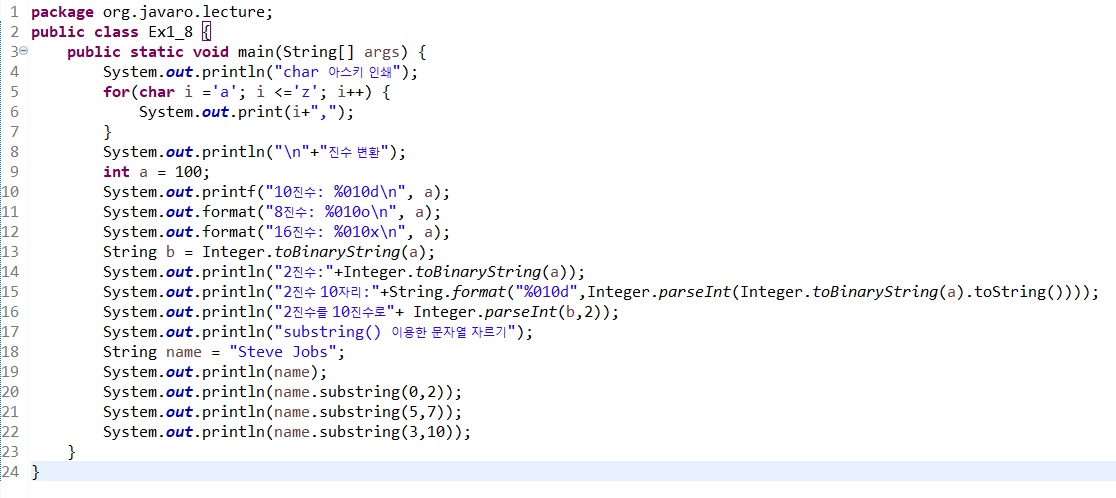 1 package org.javaro.lecture;
2 public class Ex1_8 {
3 public static void main(String[] args) {
4 System.out.println("char 아스키 인쇄");
5 for(char i ='a'; i <='z'; i++) {
6 System.out.print(i+",");
7 }
8 System.out.println("\n"+"진수 변환");
9 int a = 100;
10 System.out.printf("10진수: %010d\n", a);
11 System.out.format("8진수: %010o\n", a);
12 System.out.format("16진수: %010x\n", a);
13 String b = Integer.toBinaryString(a);
14 System.out.println("2진수:"+Integer.toBinaryString(a));
15 System.out.println("2진수 10자리:"+String.format("%010d",Integer.parseInt(Integer.toBinaryString(a).toString())));
16 System.out.println("2진수를 10진수로"+ Integer.parseInt(b,2));
17 System.out.println("substring() 이용한 문자열 자르기");
18 String name = "Steve Jobs";
19 System.out.println(name);
20 System.out.println(name.substring(0,2));
21 System.out.println(name.substring(5,7));
22 System.out.println(name.substring(3,10));
23 }
24 }